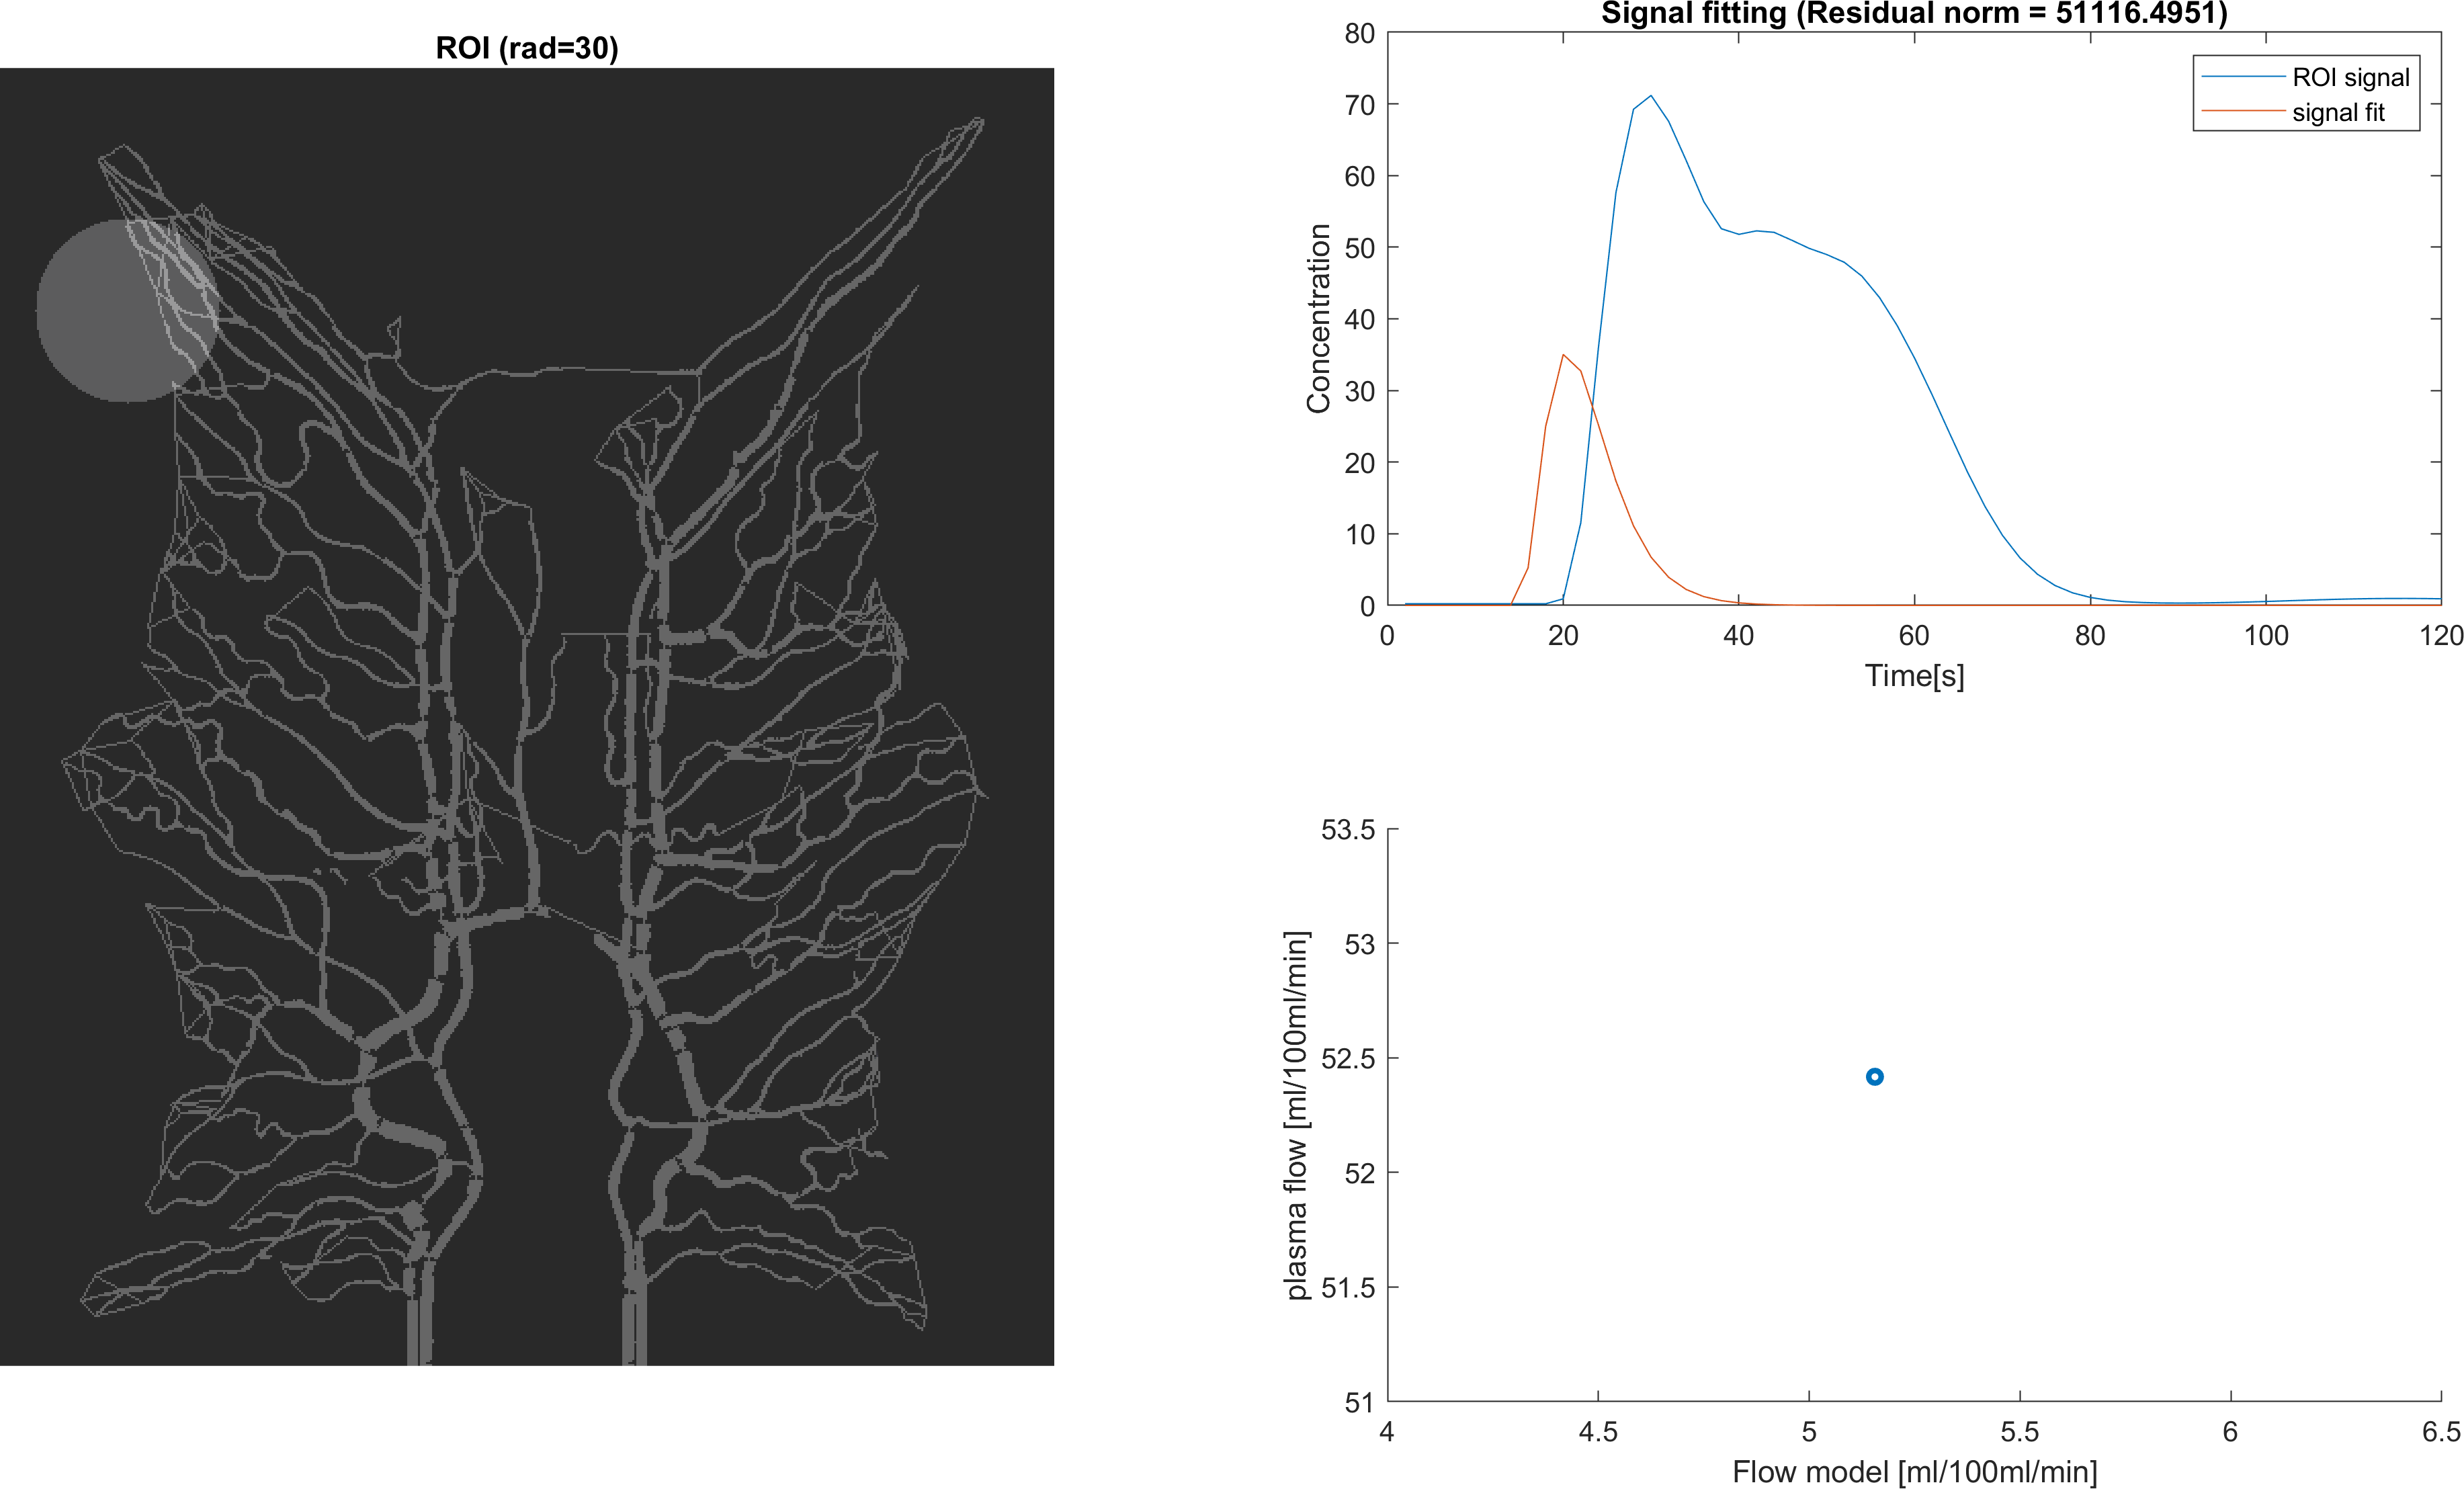 ROI (rad=30)
Signal fitting (Residual norm = 51116.4951)
80
70
60
50
40
30
20
10
0
Concentration
ROI signal
signal fit
0 20 40 60 80 100 120
Time[s]
53.5
53
52.5
52
51.5
51
plasma flow [ml/100ml/min]
4 4.5 5 5.5 6 6.5
Flow model [ml/100ml/min]